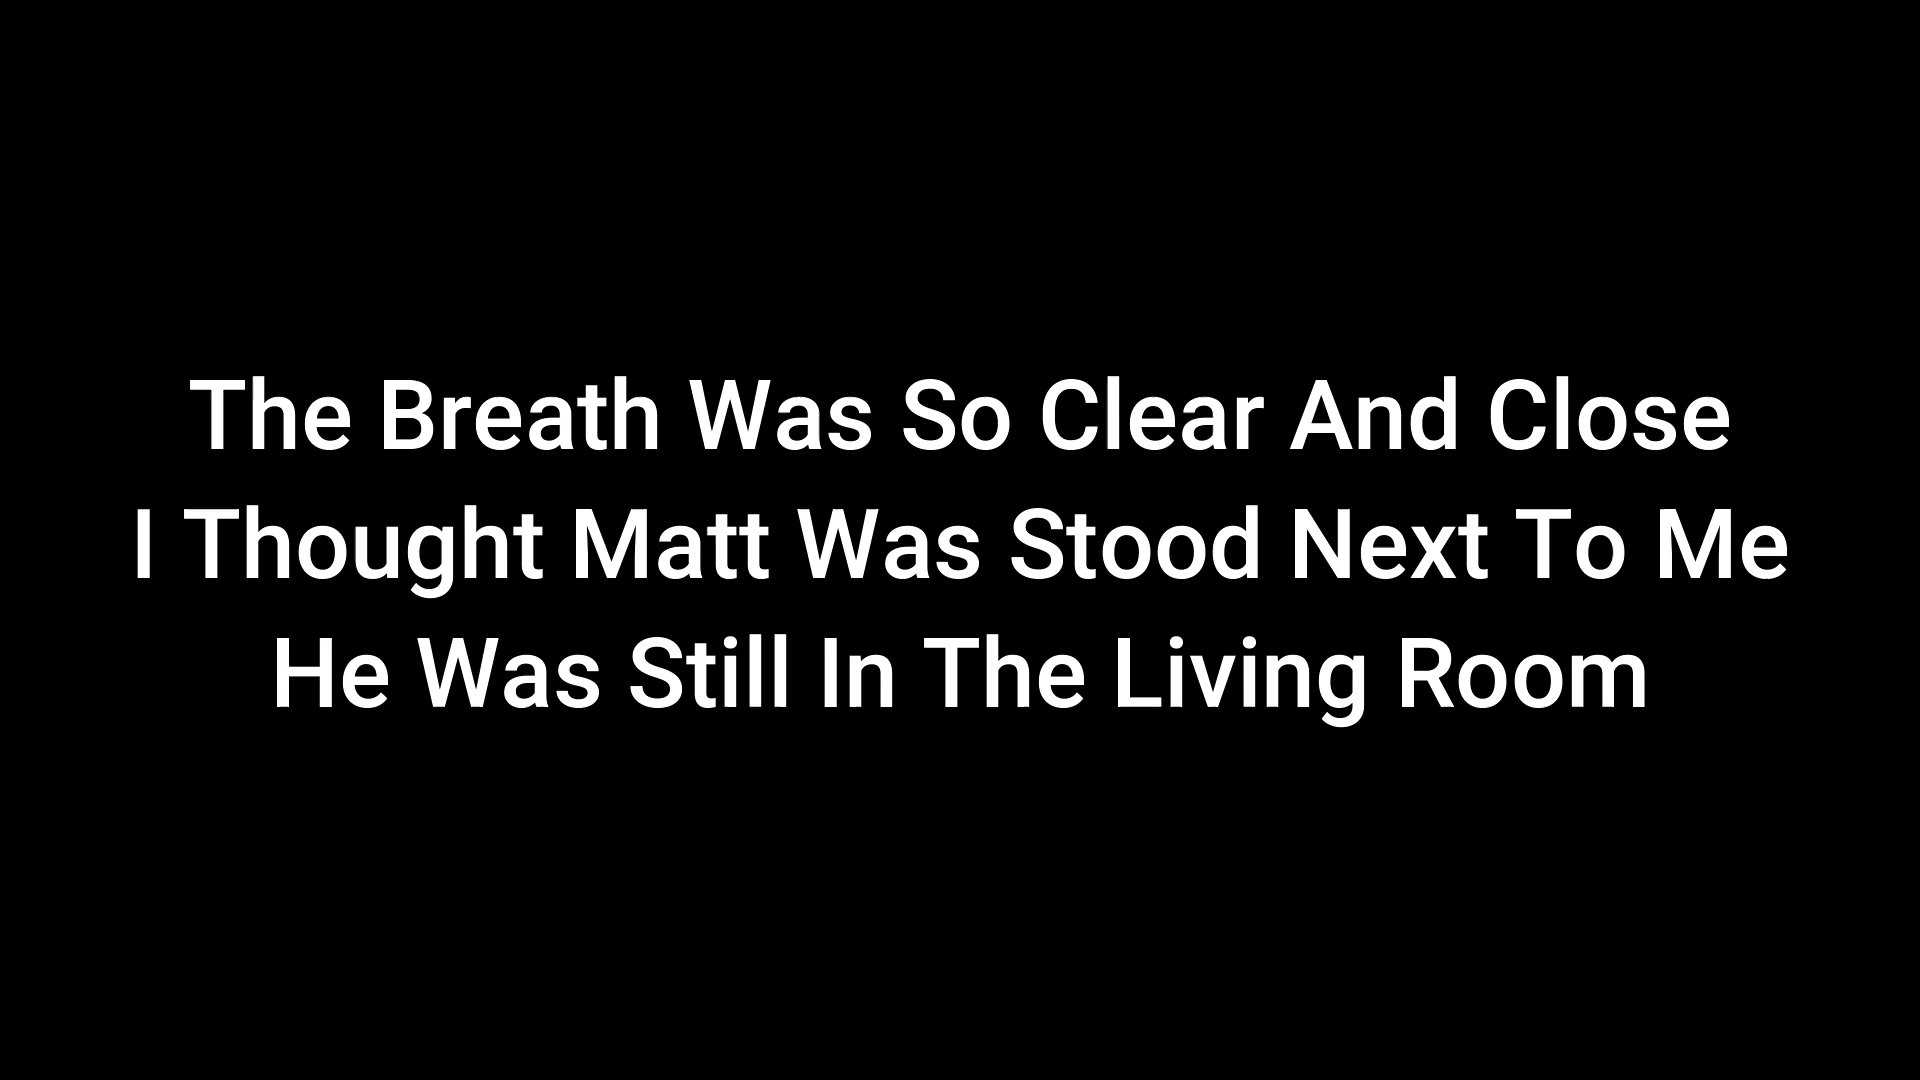 The Breath Was So Clear And Close
I Thought Matt Was Stood Next To Me
He Was Still In The Living Room